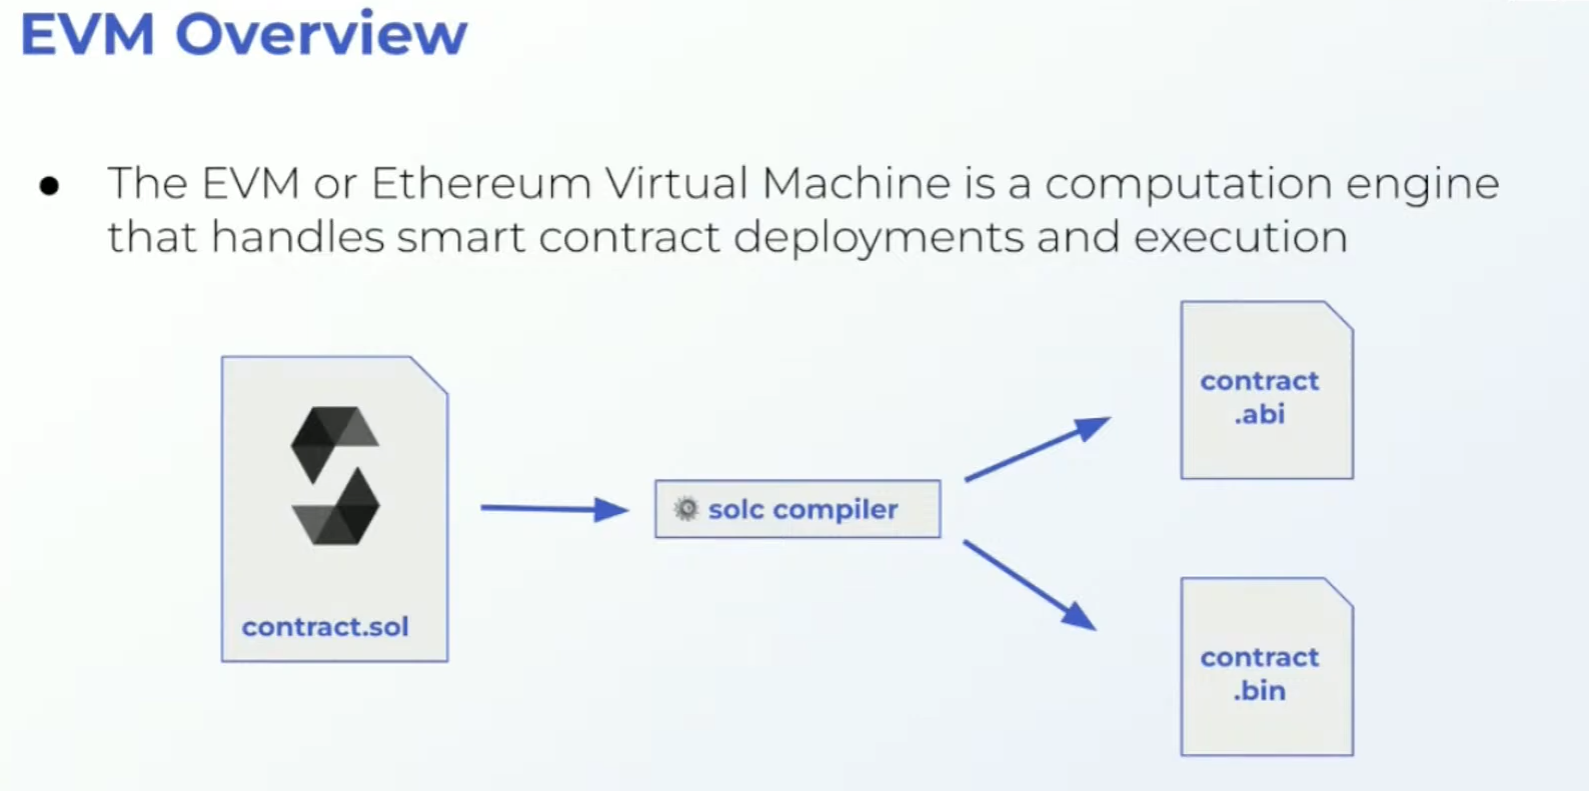 EVM Overview
● The EVM or Ethereum Virtual Machine is a computation engine
that handles smart contract deployments and execution
contract.sol
solc compiler
contract
.abi
contract
.bin